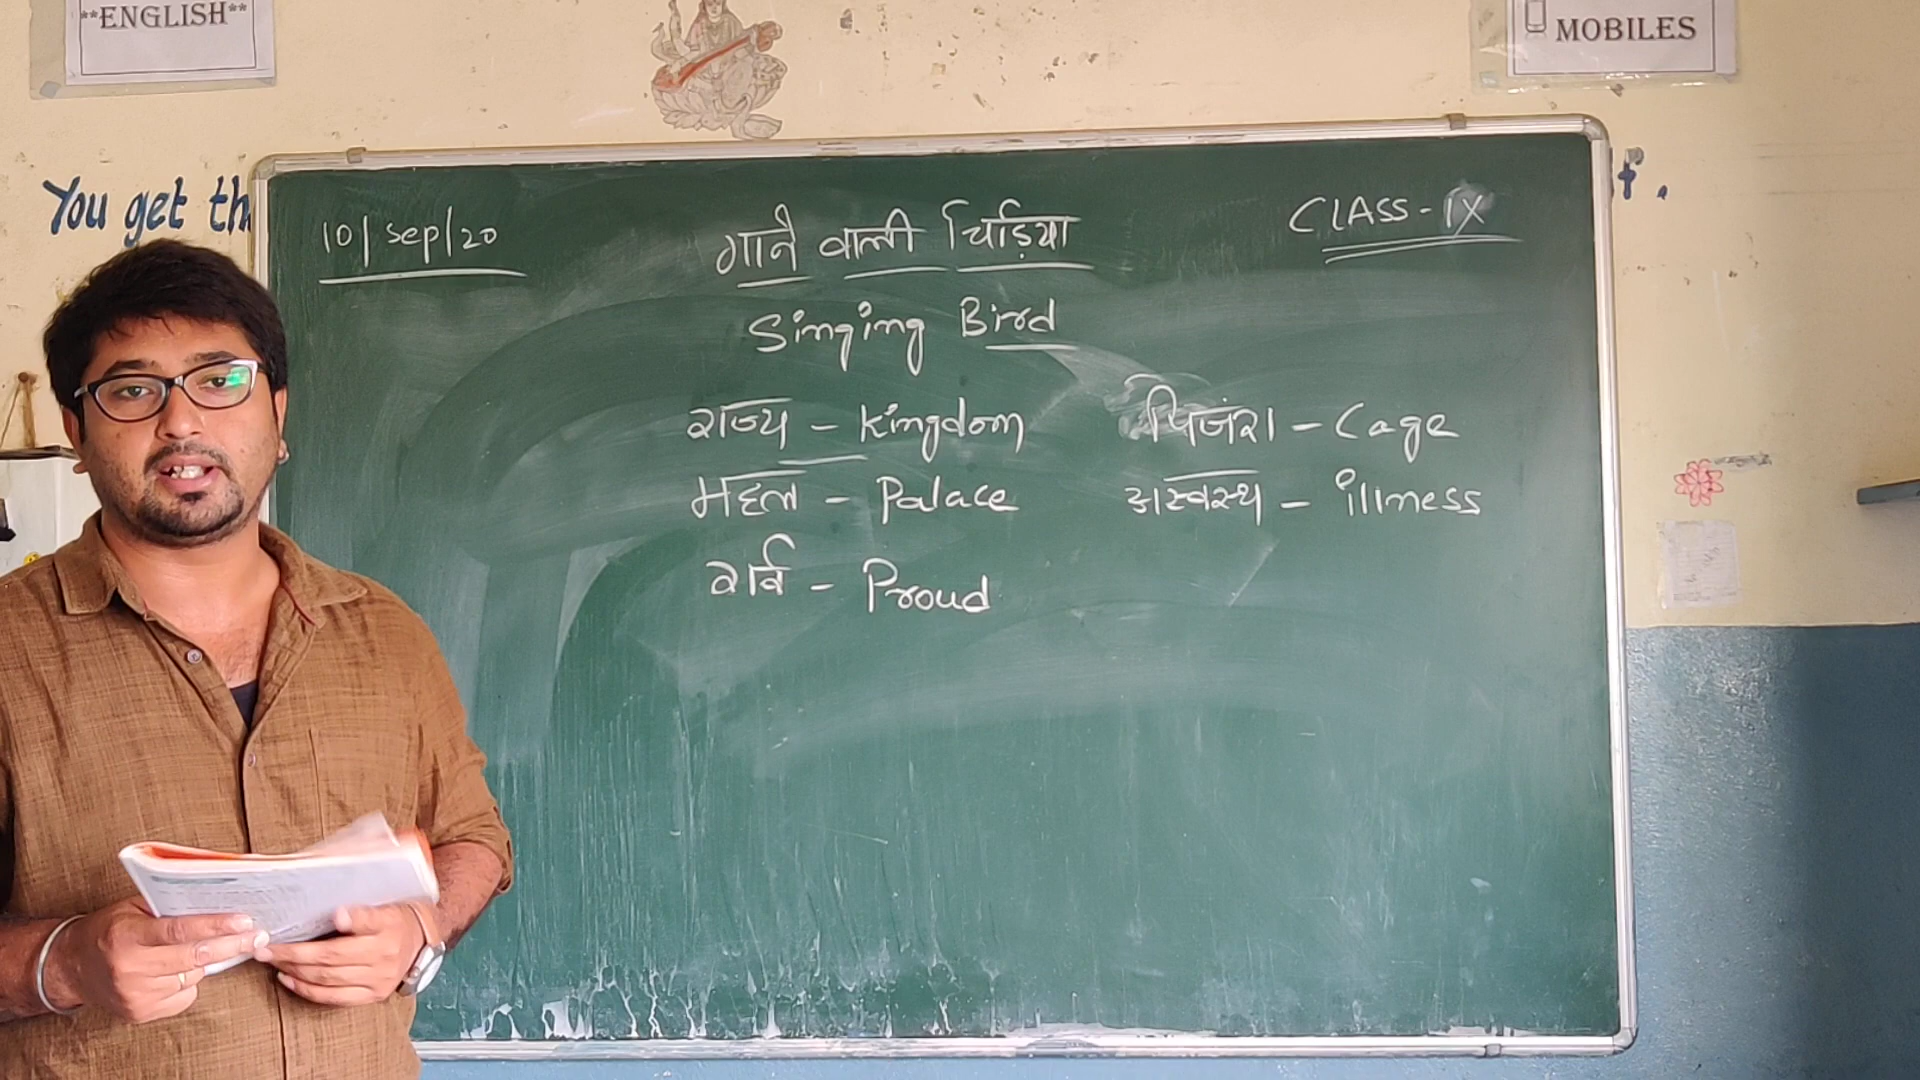 **ENGLISH**
MOBILES
You get th
f.
10/sep/20
गाने वाली चिड़िया
CLASS-IX
Singing Bird
राज्य - Kingdom
पिजंरा - Cage
महल - Palace
अस्वस्थ - illness
गर्व - Proud